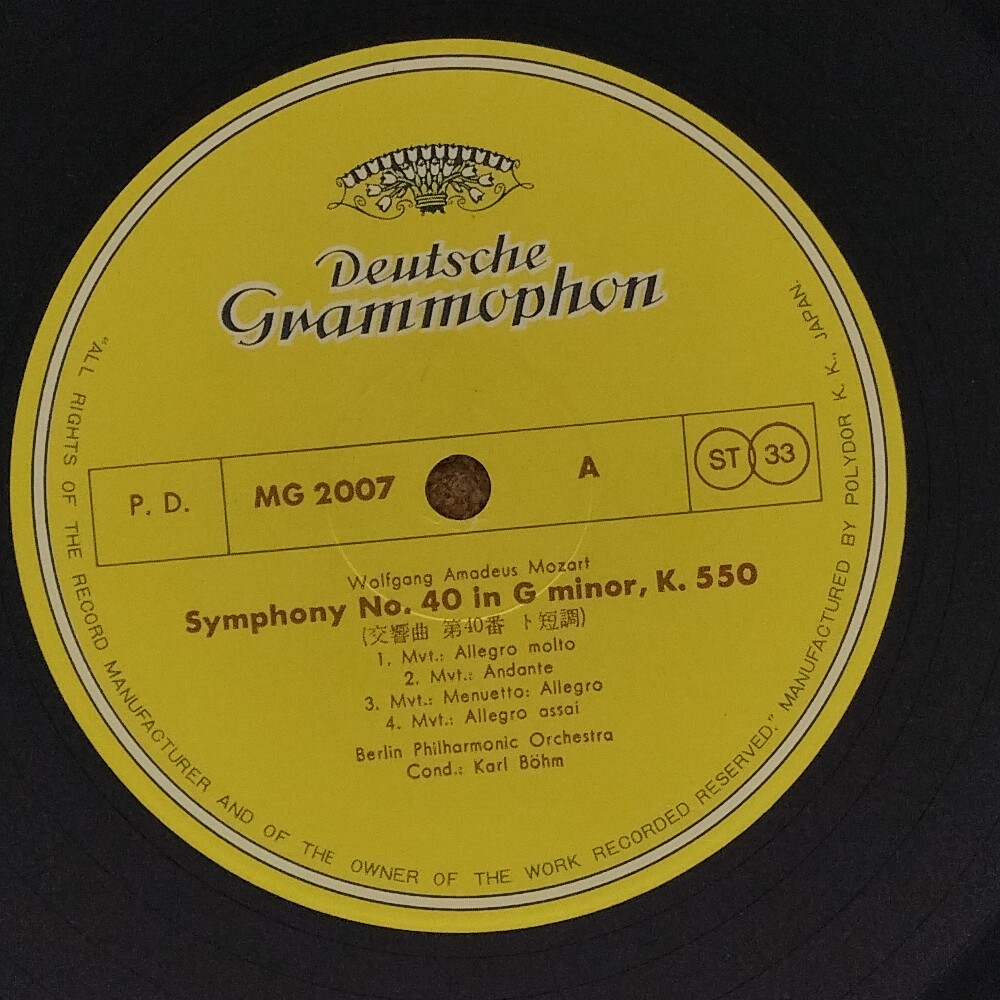 Deutsche
Grammophon
P. D.
MG 2007
A
ST
33
Wolfgang Amadeus Mozart
Symphony No. 40 in G minor, K. 550
(交響曲 第40番 ト短調)
1. Mvt.: Allegro molto
2. Mvt.: Andante
3. Mvt.: Menuetto: Allegro
4. Mvt.: Allegro assai
Berlin Philharmonic Orchestra
Cond.: Karl Böhm
"ALL RIGHTS OF THE RECORD MANUFACTURER AND OF THE OWNER OF THE WORK RECORDED RESERVED." MANUFACTURED BY POLYDOR K. K., JAPAN.